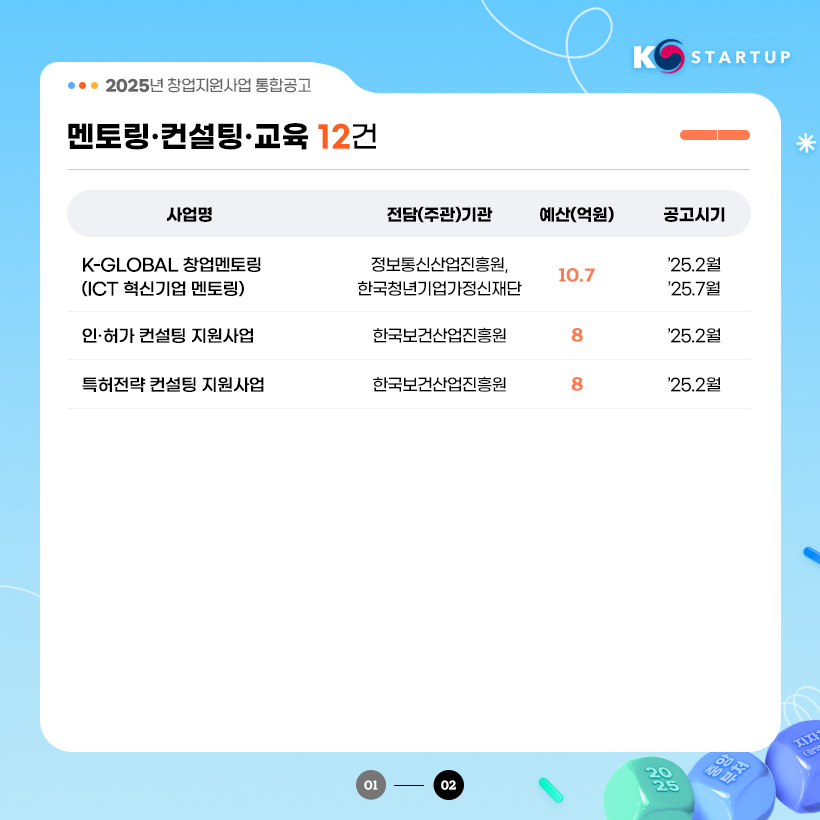 K STARTUP
2025년 창업지원사업 통합공고
멘토링·컨설팅·교육 12건
사업명 전담(주관)기관 예산(억원) 공고시기
K-GLOBAL 창업멘토링
(ICT 혁신기업 멘토링)
정보통신산업진흥원,
한국청년기업가정신재단
10.7
’25.2월
’25.7월
인·허가 컨설팅 지원사업 한국보건산업진흥원 8 ’25.2월
특허전략 컨설팅 지원사업 한국보건산업진흥원 8 ’25.2월
01 02
20
25
중앙
부처